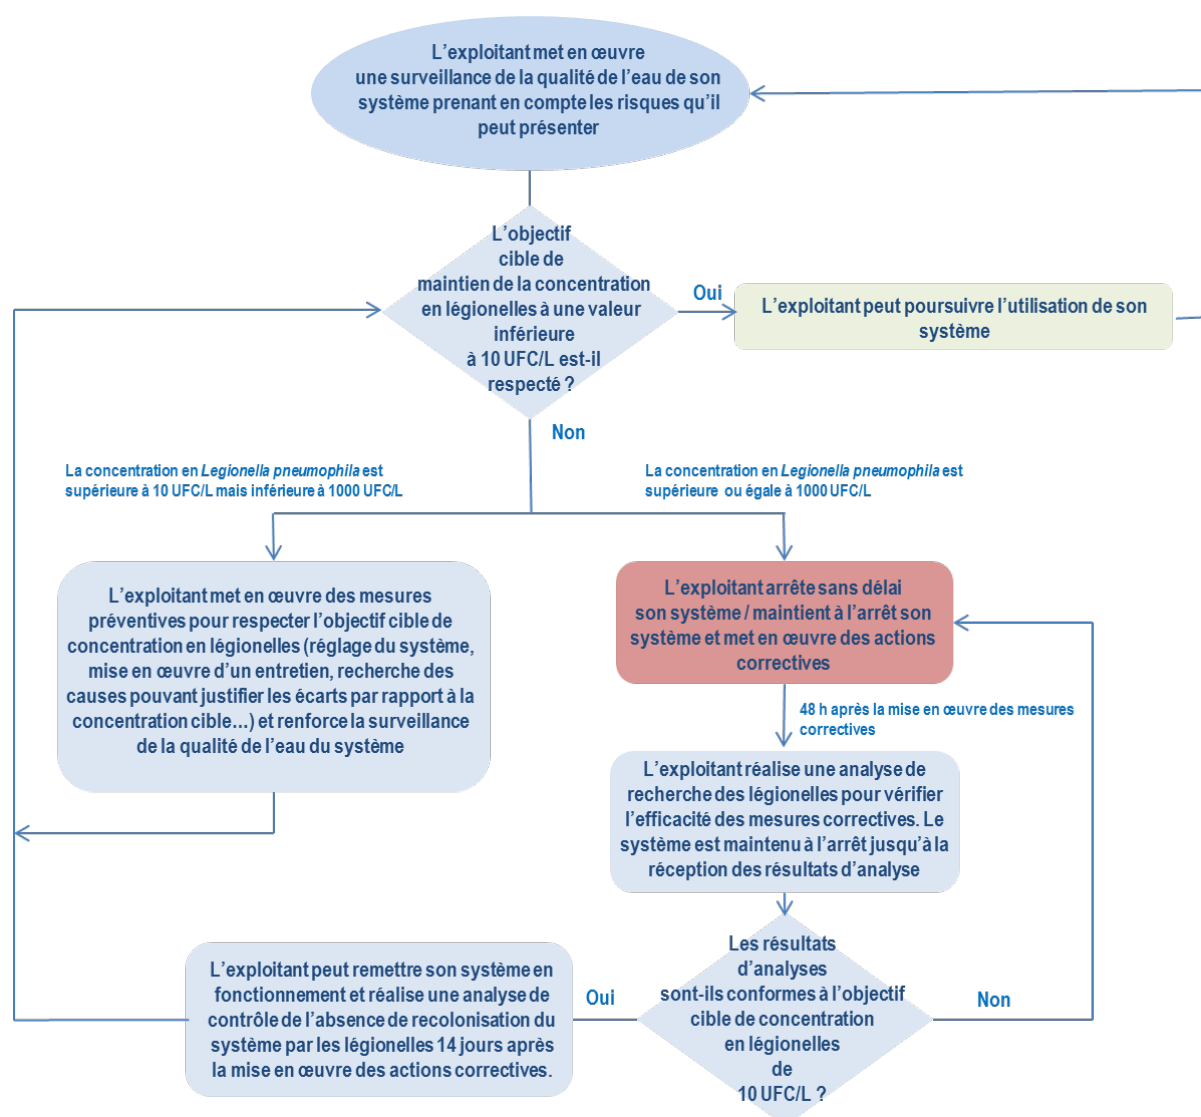 L’exploitant met en œuvre
une surveillance de la qualité de l’eau de son
système prenant en compte les risques qu’il
peut présenter
L’objectif
cible de
maintien de la concentration
en légionelles à une valeur
inférieure
à 10 UFC/L est-il
respecté ?
Oui
L’exploitant peut poursuivre l’utilisation de son
système
Non
La concentration en Legionella pneumophila est
supérieure à 10 UFC/L mais inférieure à 1000 UFC/L
La concentration en Legionella pneumophila est
supérieure ou égale à 1000 UFC/L
L’exploitant met en œuvre des mesures
préventives pour respecter l’objectif cible de
concentration en légionelles (réglage du système,
mise en œuvre d’un entretien, recherche des
causes pouvant justifier les écarts par rapport à la
concentration cible…) et renforce la surveillance
de la qualité de l’eau du système
L’exploitant arrête sans délai
son système / maintient à l’arrêt son
système et met en œuvre des actions
correctives
48 h après la mise en œuvre des mesures
correctives
L’exploitant réalise une analyse de
recherche des légionelles pour vérifier
l’efficacité des mesures correctives. Le
système est maintenu à l’arrêt jusqu’à la
réception des résultats d’analyse
Les résultats
d’analyses
sont-ils conformes à l’objectif
cible de concentration
en légionelles
de
10 UFC/L ?
Non
Oui
L’exploitant peut remettre son système en
fonctionnement et réalise une analyse de
contrôle de l’absence de recolonisation du
système par les légionelles 14 jours après
la mise en œuvre des actions correctives.